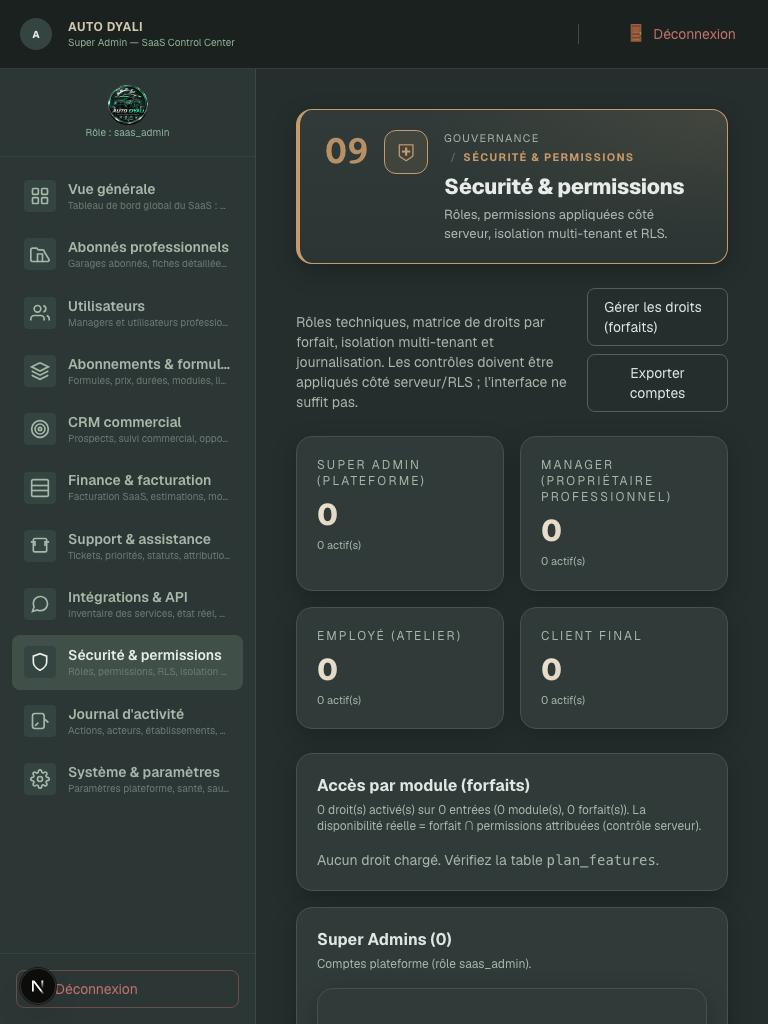 A
AUTO DYALI
Super Admin — SaaS Control Center
Déconnexion
AUTO DYALI
Rôle : saas_admin
Vue générale
Tableau de bord global du SaaS : ...
Abonnés professionnels
Garages abonnés, fiches détaillée...
Utilisateurs
Managers et utilisateurs professio...
Abonnements & formul...
Formules, prix, durées, modules, li...
CRM commercial
Prospects, suivi commercial, oppo...
Finance & facturation
Facturation SaaS, estimations, mo...
Support & assistance
Tickets, priorités, statuts, attributio...
Intégrations & API
Inventaire des services, état réel, ...
Sécurité & permissions
Rôles, permissions, RLS, isolation ...
Journal d'activité
Actions, acteurs, établissements, ...
Système & paramètres
Paramètres plateforme, santé, sau...
N
Déconnexion
09
GOUVERNANCE
/ SÉCURITÉ & PERMISSIONS
Sécurité & permissions
Rôles, permissions appliquées côté
serveur, isolation multi-tenant et RLS.
Rôles techniques, matrice de droits par
forfait, isolation multi-tenant et
journalisation. Les contrôles doivent être
appliqués côté serveur/RLS ; l'interface ne
suffit pas.
Gérer les droits
(forfaits)
Exporter
comptes
SUPER ADMIN
(PLATEFORME)
0
0 actif(s)
MANAGER
(PROPRIÉTAIRE
PROFESSIONNEL)
0
0 actif(s)
EMPLOYÉ (ATELIER)
0
0 actif(s)
CLIENT FINAL
0
0 actif(s)
Accès par module (forfaits)
0 droit(s) activé(s) sur 0 entrées (0 module(s), 0 forfait(s)). La
disponibilité réelle = forfait ∩ permissions attribuées (contrôle serveur).
Aucun droit chargé. Vérifiez la table plan_features.
Super Admins (0)
Comptes plateforme (rôle saas_admin).